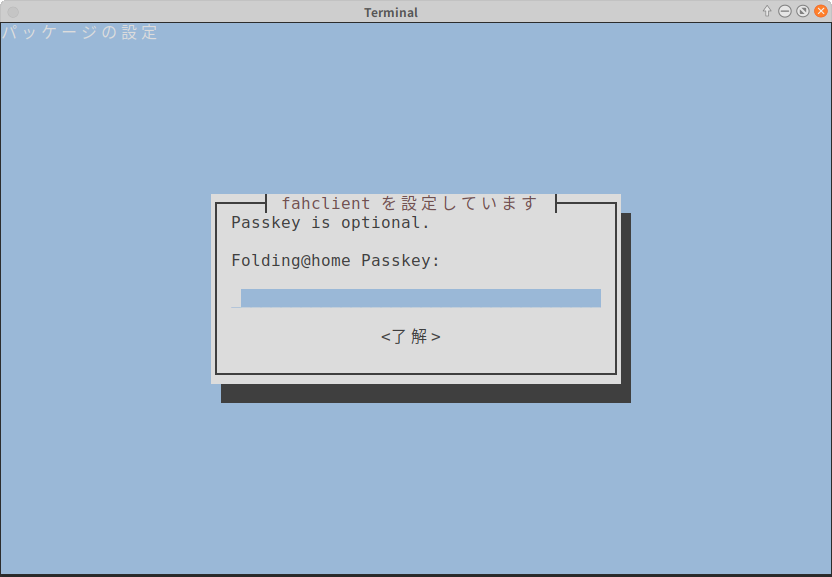 Terminal
パッケージの設定
fahclient を設定しています
Passkey is optional.
Folding@home Passkey:
<了解>